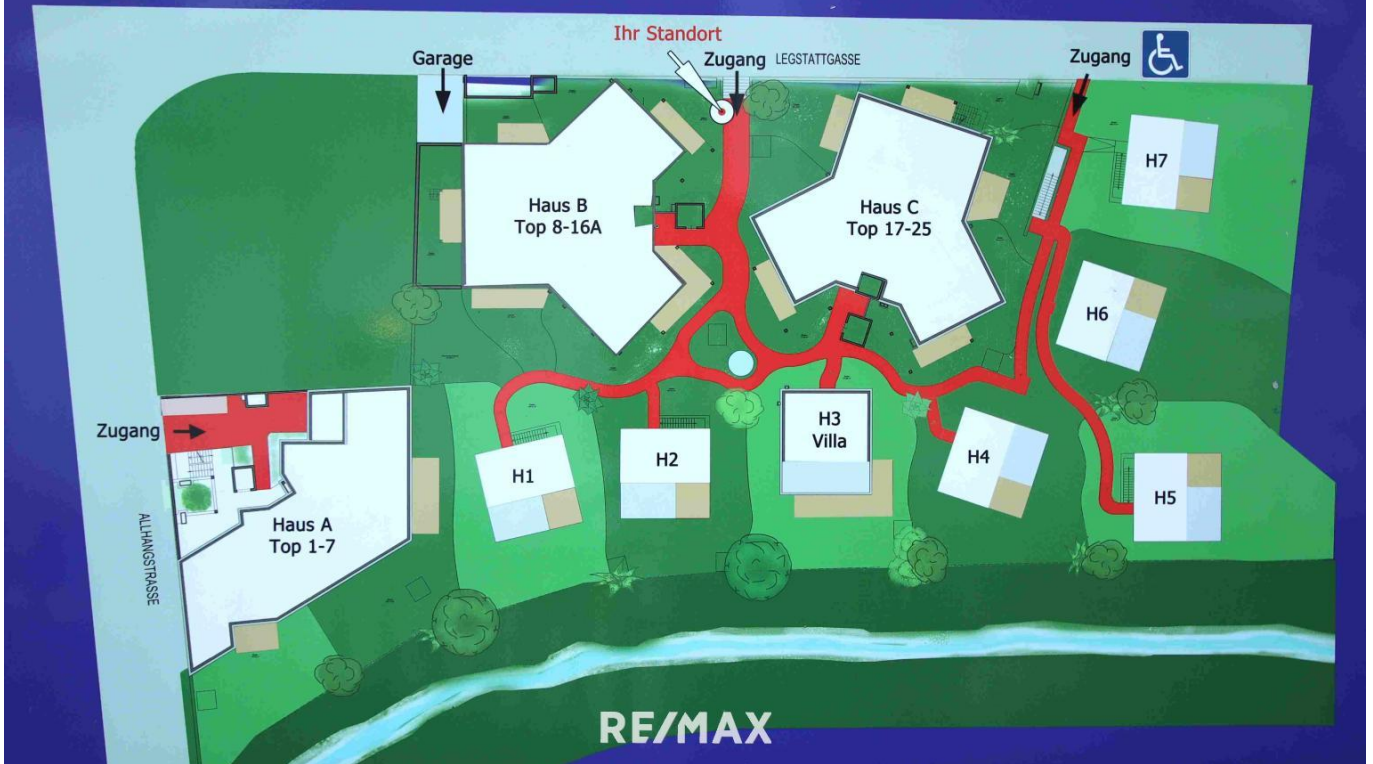 Ihr Standort
Garage
Zugang
LEGSTATTGASSE
Zugang
H7
Haus B
Top 8-16A
Haus C
Top 17-25
H6
Zugang
H3
Villa
H1
H2
H4
H5
Haus A
Top 1-7
ALLHANGSTRASSE
RE/MAX